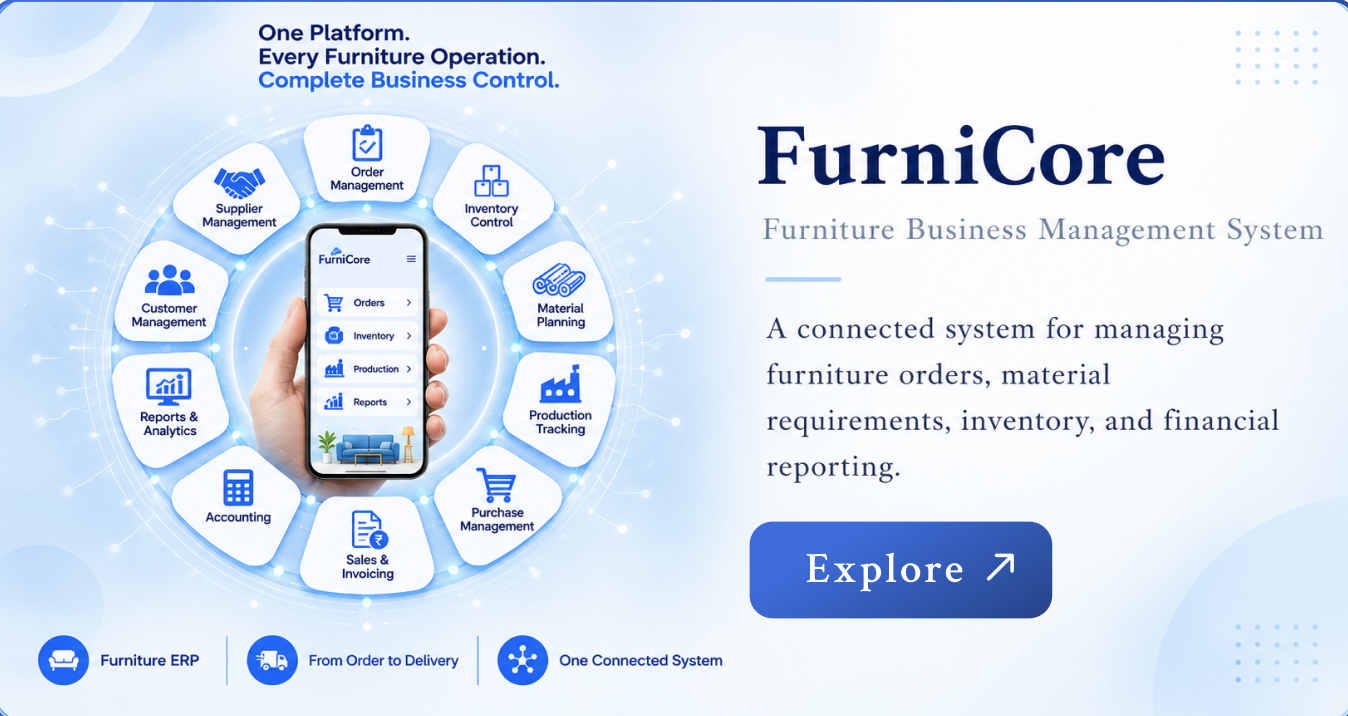 One Platform.
Every Furniture Operation.
Complete Business Control.
Order
Management
Inventory
Control
Material
Planning
Production
Tracking
Purchase
Management
Sales &
Invoicing
Accounting
Reports &
Analytics
Customer
Management
Supplier
Management
FurniCore
Orders
Inventory
Production
Reports
₹
Furniture ERP
From Order to Delivery
One Connected System
FurniCore
Furniture Business Management System
A connected system for managing
furniture orders, material
requirements, inventory, and financial
reporting.
Explore